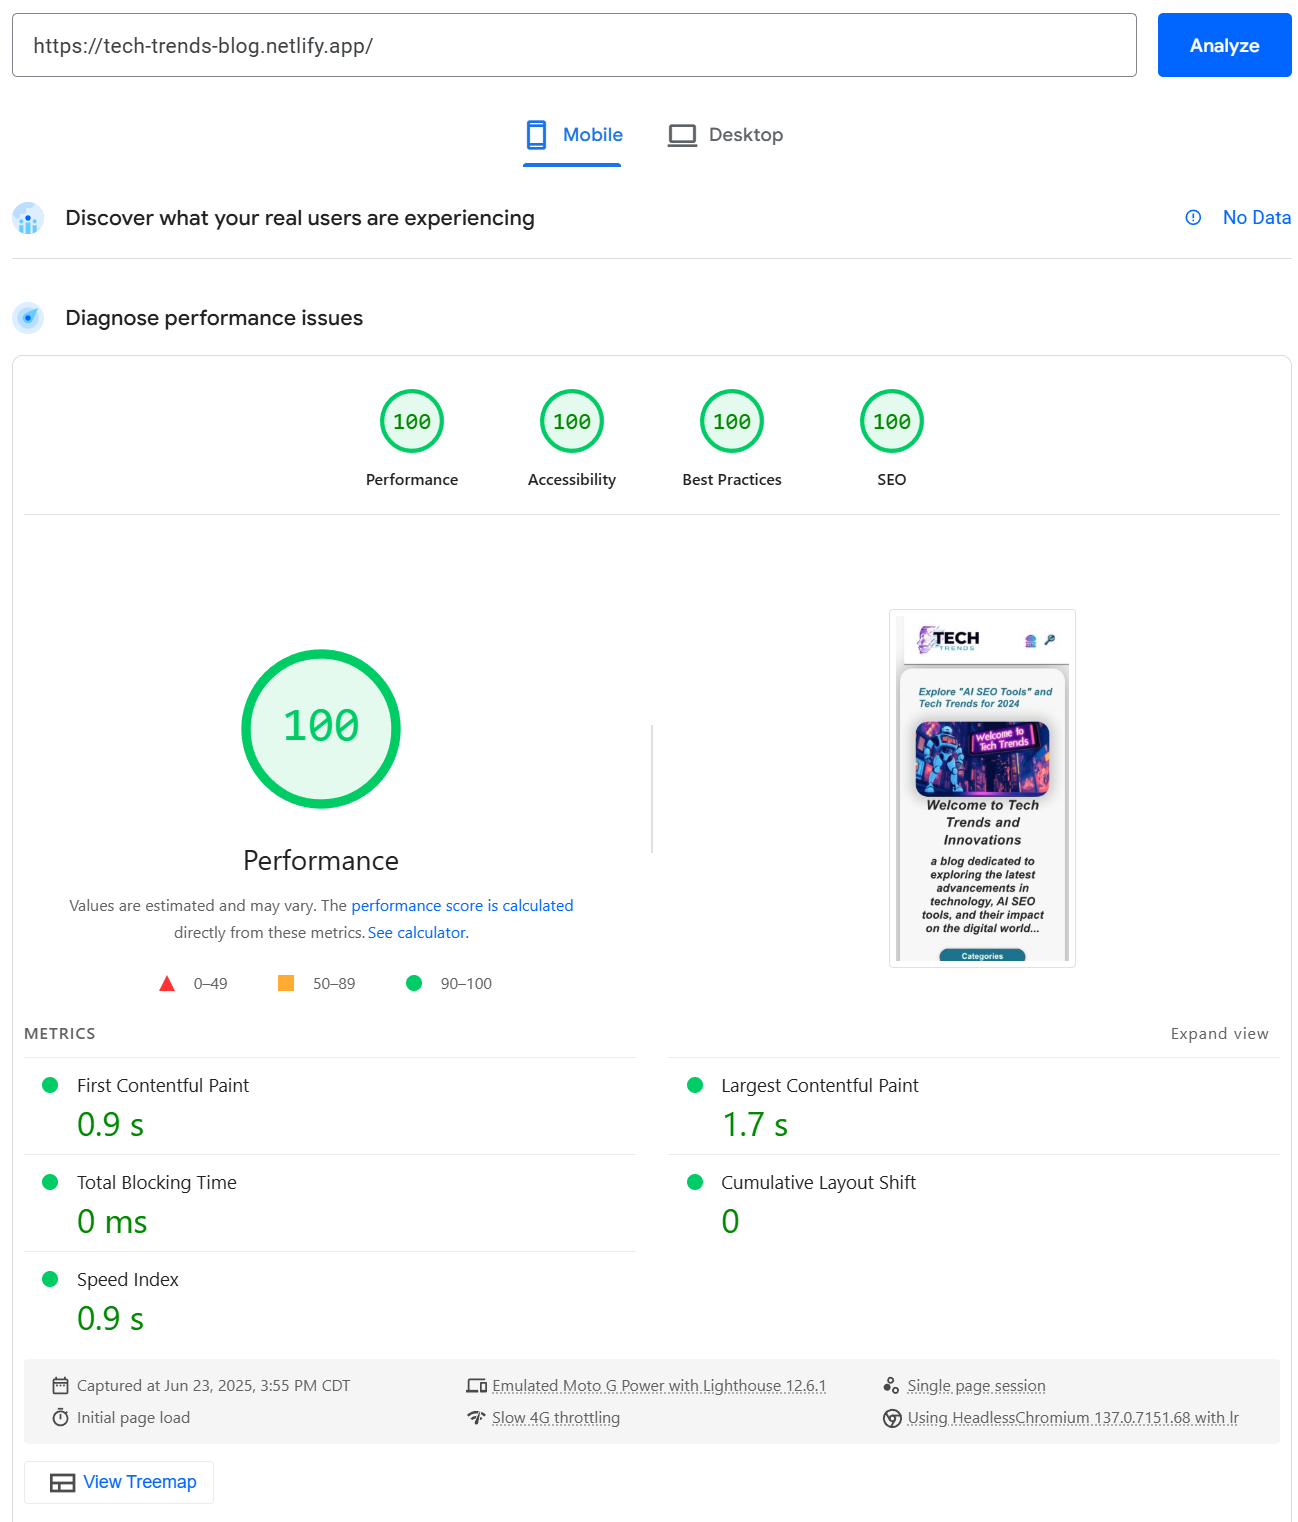 https://tech-trends-blog.netlify.app/
Analyze
Mobile
Desktop
Discover what your real users are experiencing
No Data
Diagnose performance issues
100
100
100
100
Performance
Accessibility
Best Practices
SEO
100
Performance
Values are estimated and may vary. The performance score is calculated
directly from these metrics. See calculator.
0–49
50–89
90–100
TECH
TRENDS
Explore "AI SEO Tools" and
Tech Trends for 2024
Welcome to
Tech Trends
Welcome to Tech
Trends and
Innovations
a blog dedicated to
exploring the latest
advancements in
technology, AI SEO
tools, and their impact
on the digital world...
Categories
METRICS
Expand view
First Contentful Paint
0.9 s
Largest Contentful Paint
1.7 s
Total Blocking Time
0 ms
Cumulative Layout Shift
0
Speed Index
0.9 s
Captured at Jun 23, 2025, 3:55 PM CDT
Emulated Moto G Power with Lighthouse 12.6.1
Single page session
Initial page load
Slow 4G throttling
Using HeadlessChromium 137.0.7151.68 with lr
View Treemap